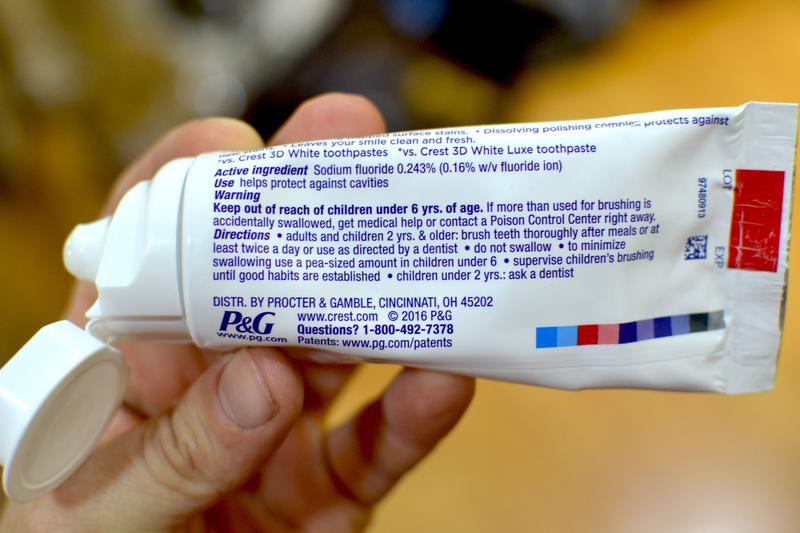 stains. • Dissolving polishing complex protects against
• Leaves your smile clean and fresh.
*vs. Crest 3D White toothpastes ^vs. Crest 3D White Luxe toothpaste
Active ingredient Sodium fluoride 0.243% (0.16% w/v fluoride ion)
Use helps protect against cavities
Warning
Keep out of reach of children under 6 yrs. of age. If more than used for brushing is
accidentally swallowed, get medical help or contact a Poison Control Center right away.
Directions • adults and children 2 yrs. & older: brush teeth thoroughly after meals or at
least twice a day or use as directed by a dentist • do not swallow • to minimize
swallowing use a pea-sized amount in children under 6 • supervise children's brushing
until good habits are established • children under 2 yrs.: ask a dentist
DISTR. BY PROCTER & GAMBLE, CINCINNATI, OH 45202
P&G
www.pg.com
www.crest.com © 2016 P&G
Questions? 1-800-492-7378
Patents: www.pg.com/patents
97480913
LOT
EXP